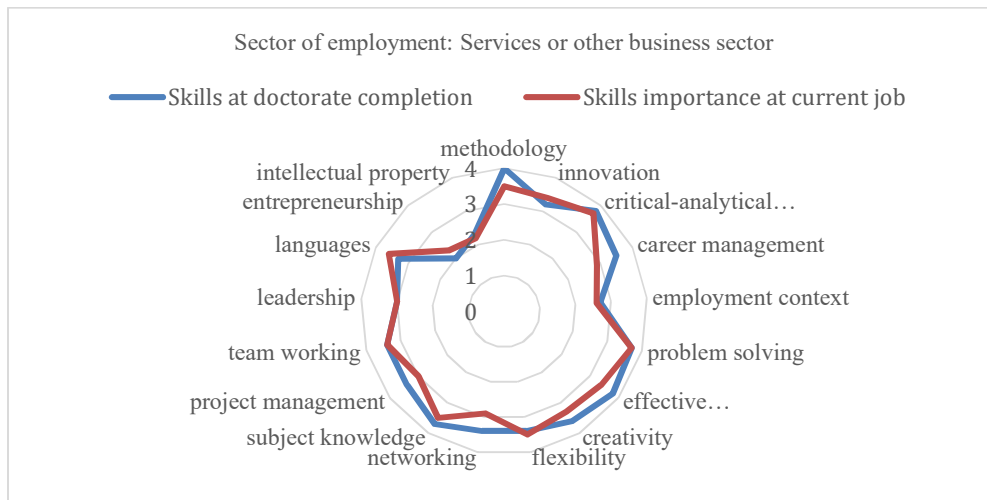 Sector of employment: Services or other business sector
Skills at doctorate completion
Skills importance at current job
methodology
innovation
critical-analytical…
career management
employment context
problem solving
effective…
creativity
flexibility
networking
subject knowledge
project management
team working
leadership
languages
entrepreneurship
intellectual property
4
3
2
1
0